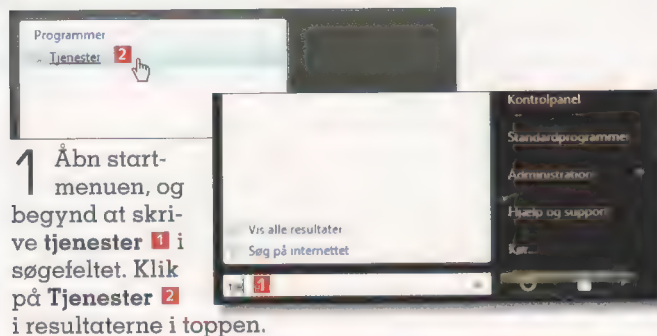 Programmer
Tjenester 2
Kontrolpanel
Standardprogrammer
Administration
Hjælp og support
Kør...
Vis alle resultater
Søg på internettet
1
1 Åbn start-
menuen, og
begynd at skri-
ve tjenester 1 i
søgefeltet. Klik
på Tjenester 2
i resultaterne i toppen.